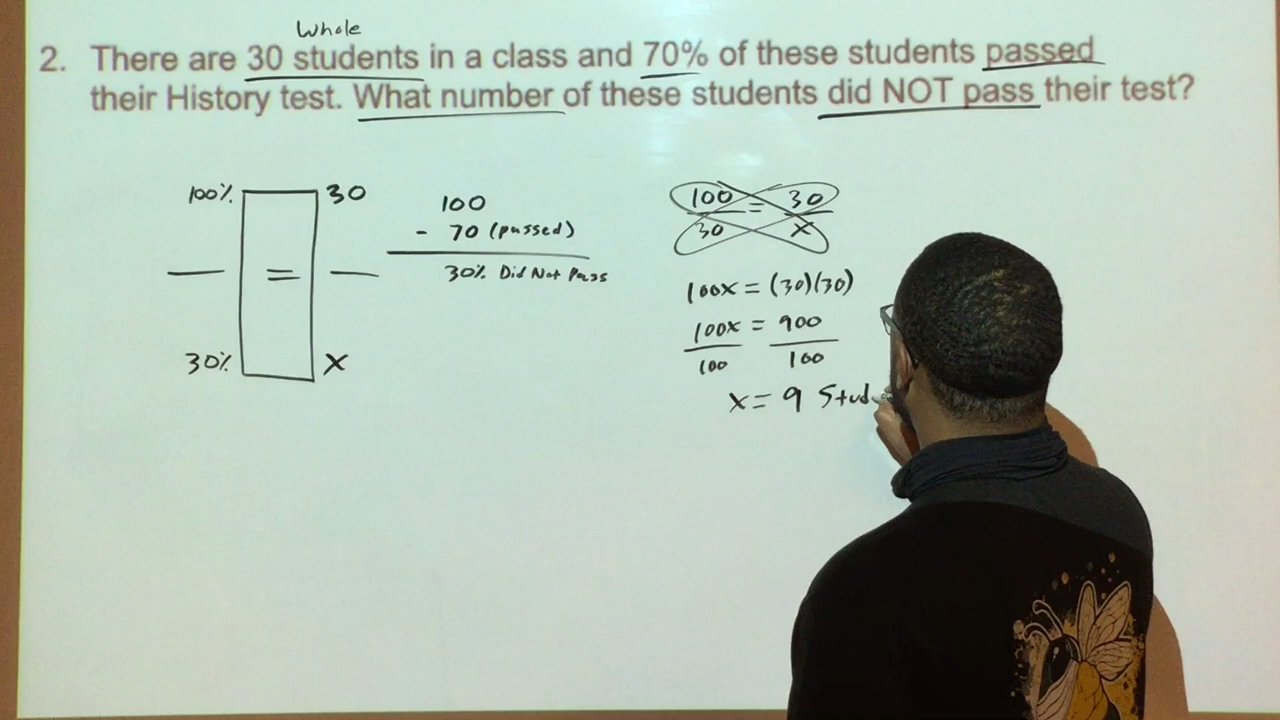 Whole
2. There are 30 students in a class and 70% of these students passed
their History test. What number of these students did NOT pass their test?
100% 30
= 
30% X
100
- 70 (passed)
30% Did Not Pass
100 = 30
30 X
100x = (30)(30)
100x = 900
100 100
x = 9 Stud